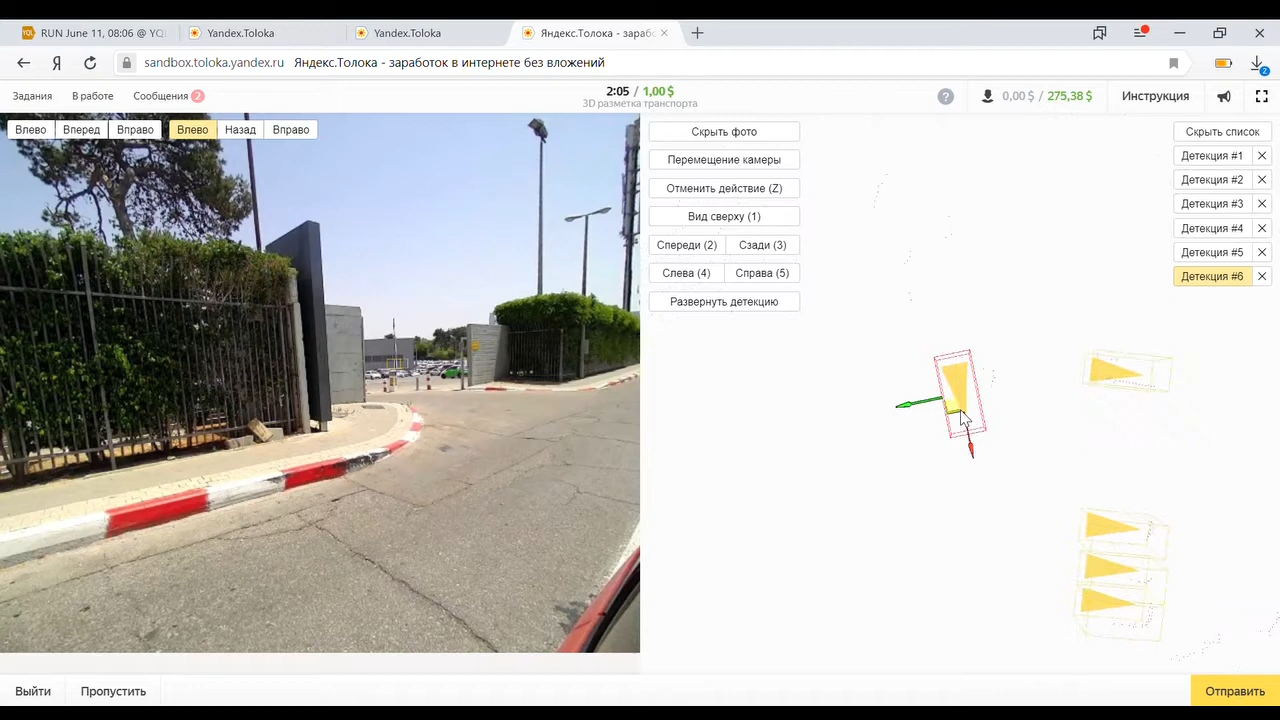 YQL RUN June 11, 08:06 @ YQ
Yandex.Toloka
Yandex.Toloka
Яндекс.Толока - зарабо
sandbox.toloka.yandex.ru Яндекс.Толока - заработок в интернете без вложений
2
Задания В работе Сообщения 2
2:05 / 1,00 $
3D разметка транспорта
? 0,00 $ / 275,38 $ Инструкция
Влево Вперед Вправо Влево Назад Вправо
Скрыть фото
Перемещение камеры
Отменить действие (Z)
Вид сверху (1)
Спереди (2) Сзади (3)
Слева (4) Справа (5)
Развернуть детекцию
Скрыть список
Детекция #1
Детекция #2
Детекция #3
Детекция #4
Детекция #5
Детекция #6
Выйти Пропустить
Отправить